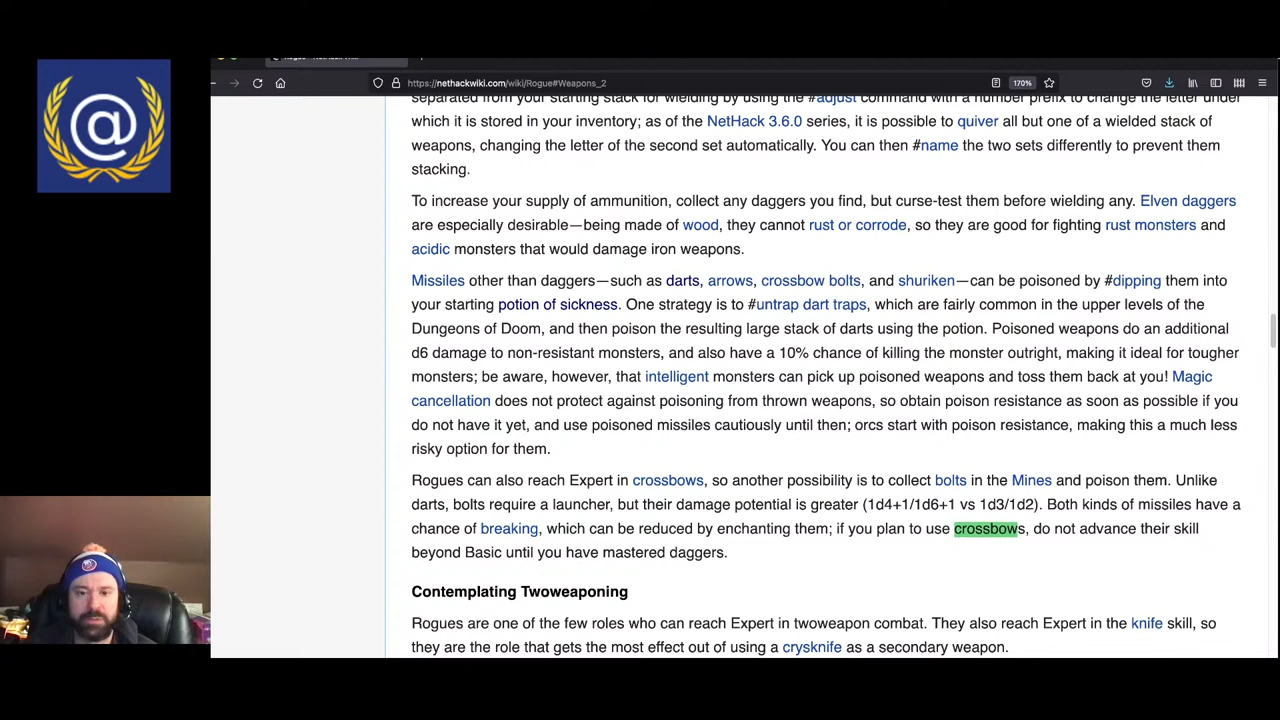 @
https://nethackwiki.com/wiki/Rogue#Weapons_2
170%
separated from your starting stack for wielding by using the #adjust command with a number prefix to change the letter under
which it is stored in your inventory; as of the NetHack 3.6.0 series, it is possible to quiver all but one of a wielded stack of
weapons, changing the letter of the second set automatically. You can then #name the two sets differently to prevent them
stacking.
To increase your supply of ammunition, collect any daggers you find, but curse-test them before wielding any. Elven daggers
are especially desirable—being made of wood, they cannot rust or corrode, so they are good for fighting rust monsters and
acidic monsters that would damage iron weapons.
Missiles other than daggers—such as darts, arrows, crossbow bolts, and shuriken—can be poisoned by #dipping them into
your starting potion of sickness. One strategy is to #untrap dart traps, which are fairly common in the upper levels of the
Dungeons of Doom, and then poison the resulting large stack of darts using the potion. Poisoned weapons do an additional
d6 damage to non-resistant monsters, and also have a 10% chance of killing the monster outright, making it ideal for tougher
monsters; be aware, however, that intelligent monsters can pick up poisoned weapons and toss them back at you! Magic
cancellation does not protect against poisoning from thrown weapons, so obtain poison resistance as soon as possible if you
do not have it yet, and use poisoned missiles cautiously until then; orcs start with poison resistance, making this a much less
risky option for them.
Rogues can also reach Expert in crossbows, so another possibility is to collect bolts in the Mines and poison them. Unlike
darts, bolts require a launcher, but their damage potential is greater (1d4+1/1d6+1 vs 1d3/1d2). Both kinds of missiles have a
chance of breaking, which can be reduced by enchanting them; if you plan to use crossbows, do not advance their skill
beyond Basic until you have mastered daggers.
Contemplating Twoweaponing
Rogues are one of the few roles who can reach Expert in twoweapon combat. They also reach Expert in the knife skill, so
they are the role that gets the most effect out of using a crysknife as a secondary weapon.